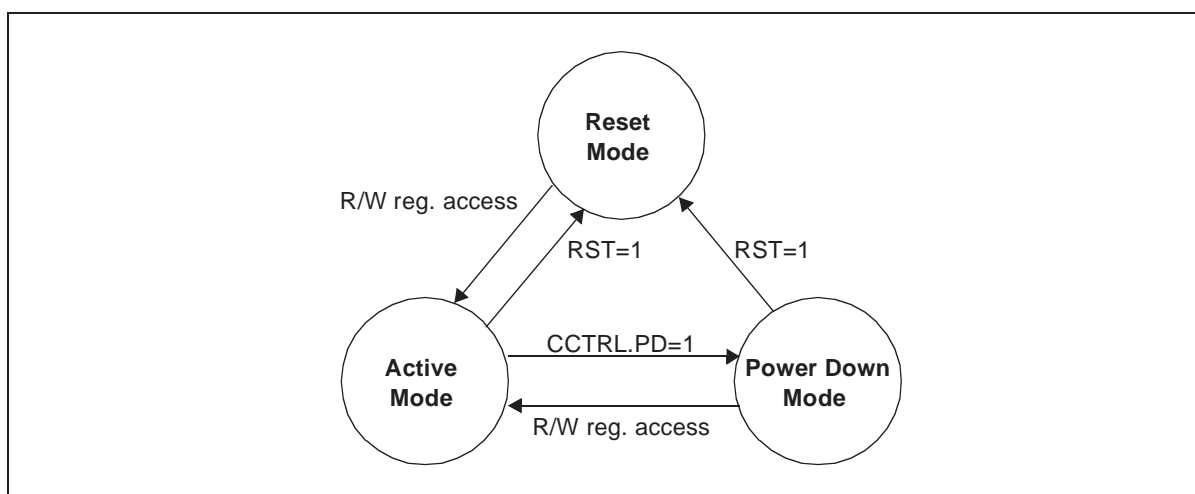 Reset
Mode
R/W reg. access
RST=1
RST=1
CCTRL.PD=1
Active
Mode
Power Down
Mode
R/W reg. access